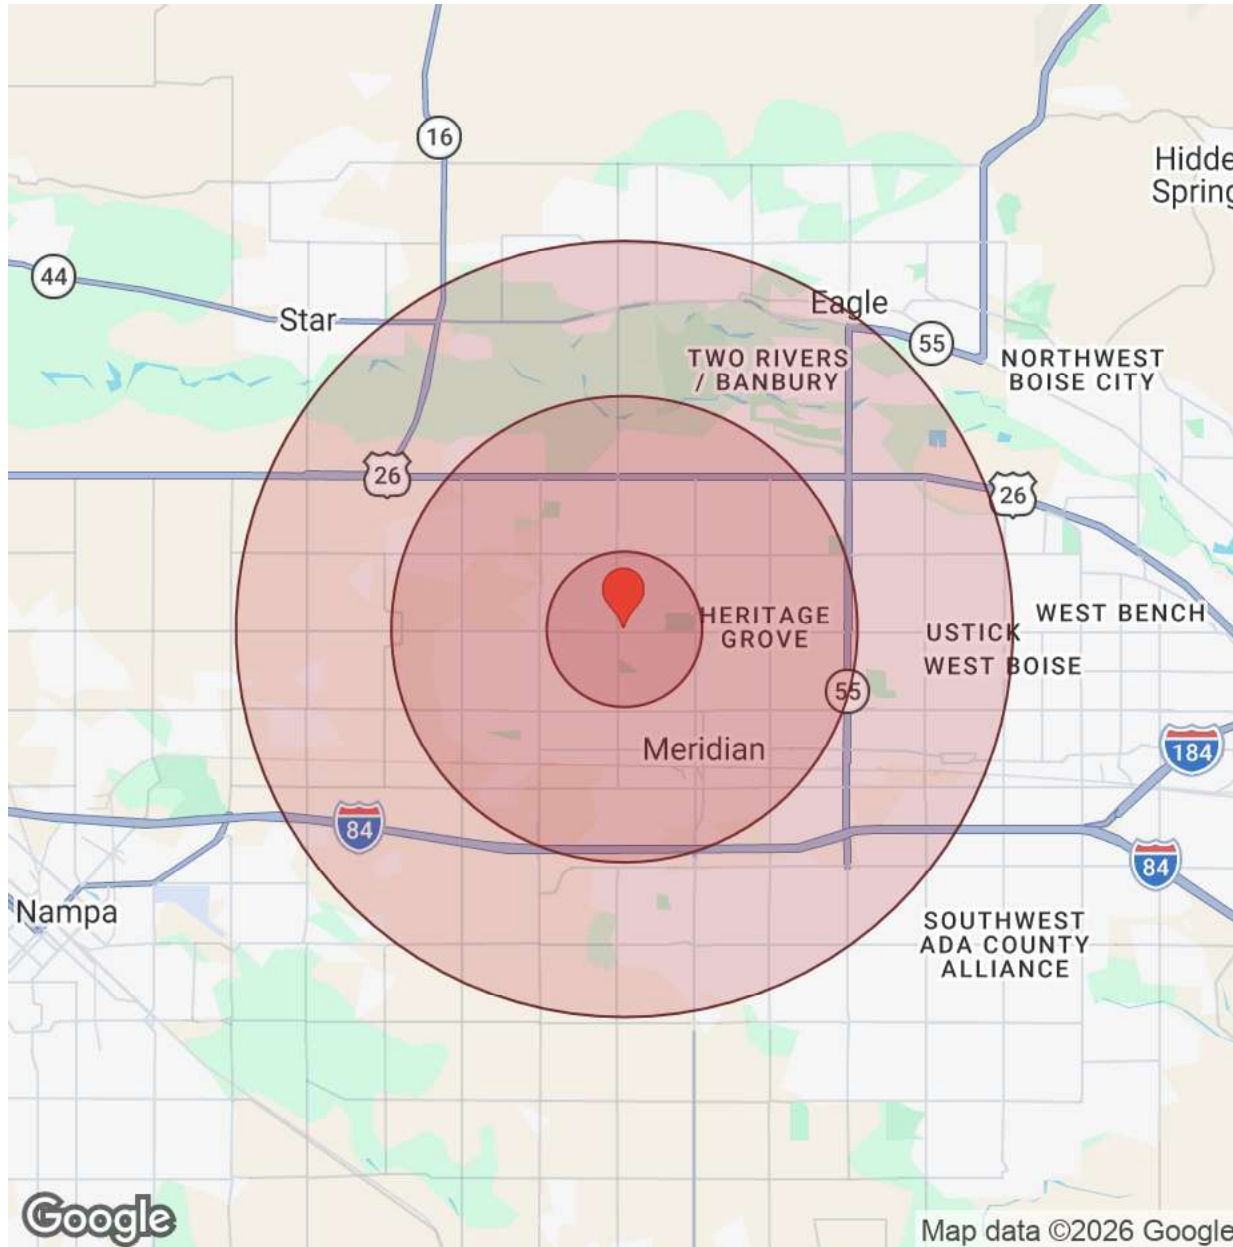 16
Hidde
Spring
44
Star
Eagle
55
TWO RIVERS
/ BANBURY
NORTHWEST
BOISE CITY
26
26
HERITAGE
GROVE
WEST BENCH
USTICK
WEST BOISE
55
Meridian
184
84
84
Nampa
SOUTHWEST
ADA COUNTY
ALLIANCE
Google
Map data ©2026 Google